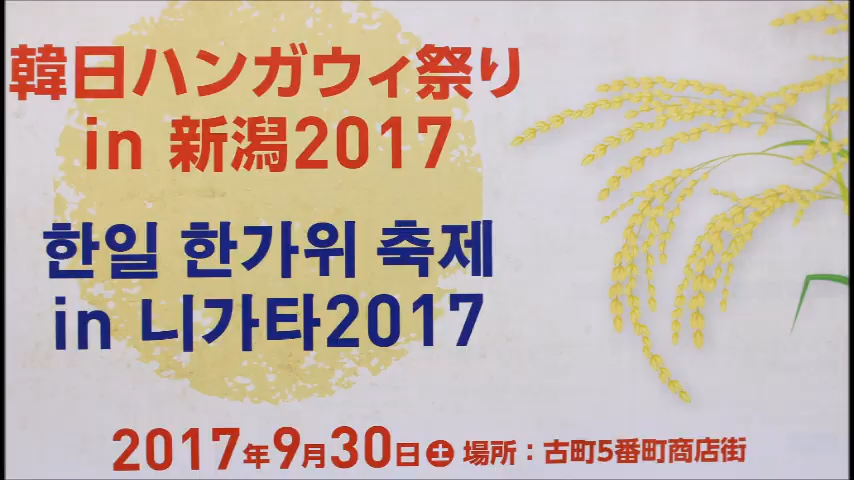 韓日ハンガウィ祭り
in 新潟2017
한일 한가위 축제
in 니가타2017
2017年9月30日㊏ 場所：古町5番町商店街